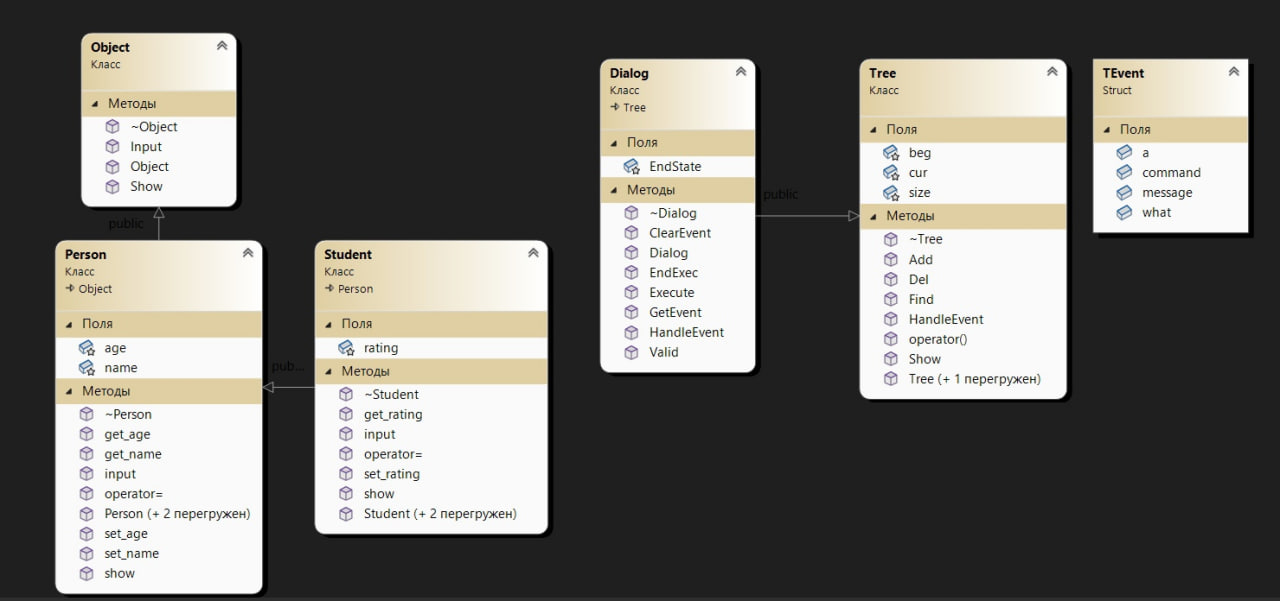 Object
Класс
Методы
~Object
Input
Object
Show
public
Person
Класс
Object
Поля
age
name
Методы
~Person
get_age
get_name
input
operator=
Person (+ 2 перегружен)
set_age
set_name
show
pub...
Student
Класс
Person
Поля
rating
Методы
~Student
get_rating
input
operator=
set_rating
show
Student (+ 2 перегружен)
Dialog
Класс
Tree
Поля
EndState
Методы
~Dialog
ClearEvent
Dialog
EndExec
Execute
GetEvent
HandleEvent
Valid
public
Tree
Класс
Поля
beg
cur
size
Методы
~Tree
Add
Del
Find
HandleEvent
operator()
Show
Tree (+ 1 перегружен)
TEvent
Struct
Поля
a
command
message
what